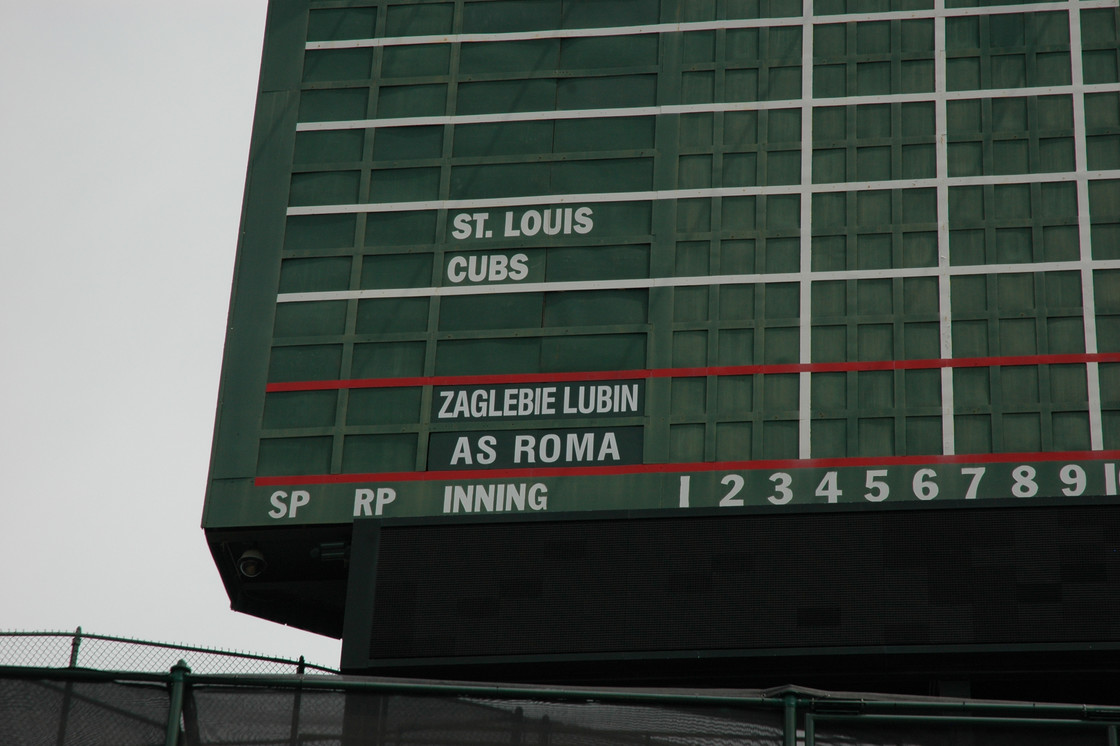 ST. LOUIS
CUBS
ZAGLEBIE LUBIN
AS ROMA
SP RP INNING 1 2 3 4 5 6 7 8 9